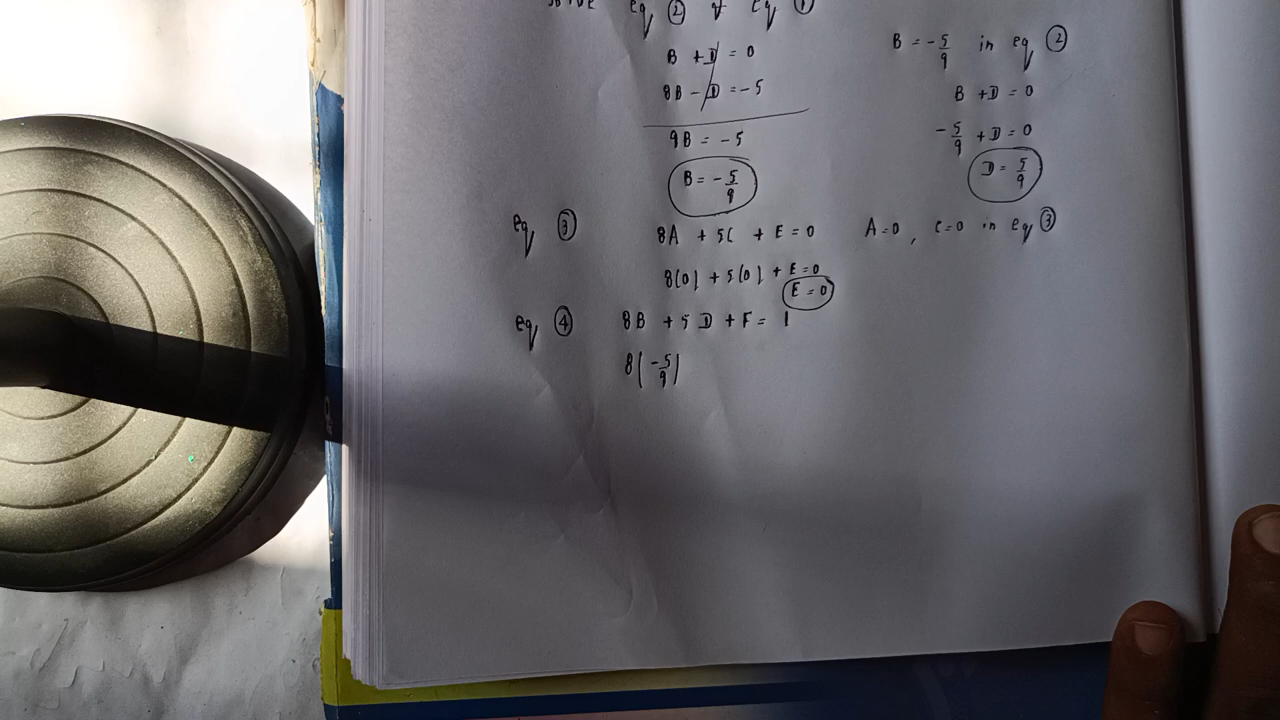 solve eq ② & eq ①
B + D = 0
8B - D = -5
9B = -5
B = -5/9
B = -5/9 in eq ②
B + D = 0
-5/9 + D = 0
D = 5/9
eq ③ 8A + 5C + E = 0 A=0, C=0 in eq ③
8(0) + 5(0) + E = 0
E = 0
eq ④ 8B + 5D + F = 1
8(-5/9)